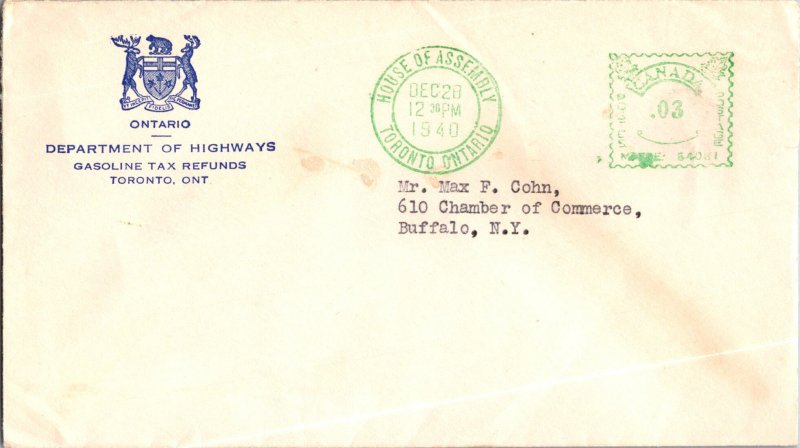 ONTARIO
DEPARTMENT OF HIGHWAYS
GASOLINE TAX REFUNDS
TORONTO, ONT
HOUSE OF ASSEMBLY
DEC 28
12 30 PM
1940
TORONTO ONTARIO
CANADA
.03
Mr. Max F. Cohn,
610 Chamber of Commerce,
Buffalo, N.Y.